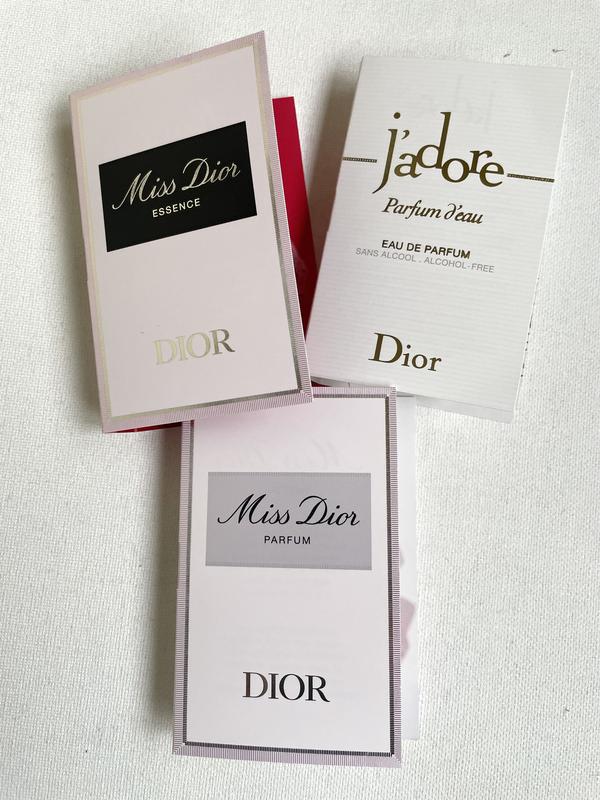 Miss Dior
ESSENCE
DIOR
j'adore
Parfum d'eau
EAU DE PARFUM
SANS ALCOOL . ALCOHOL-FREE
Dior
Miss Dior
PARFUM
DIOR